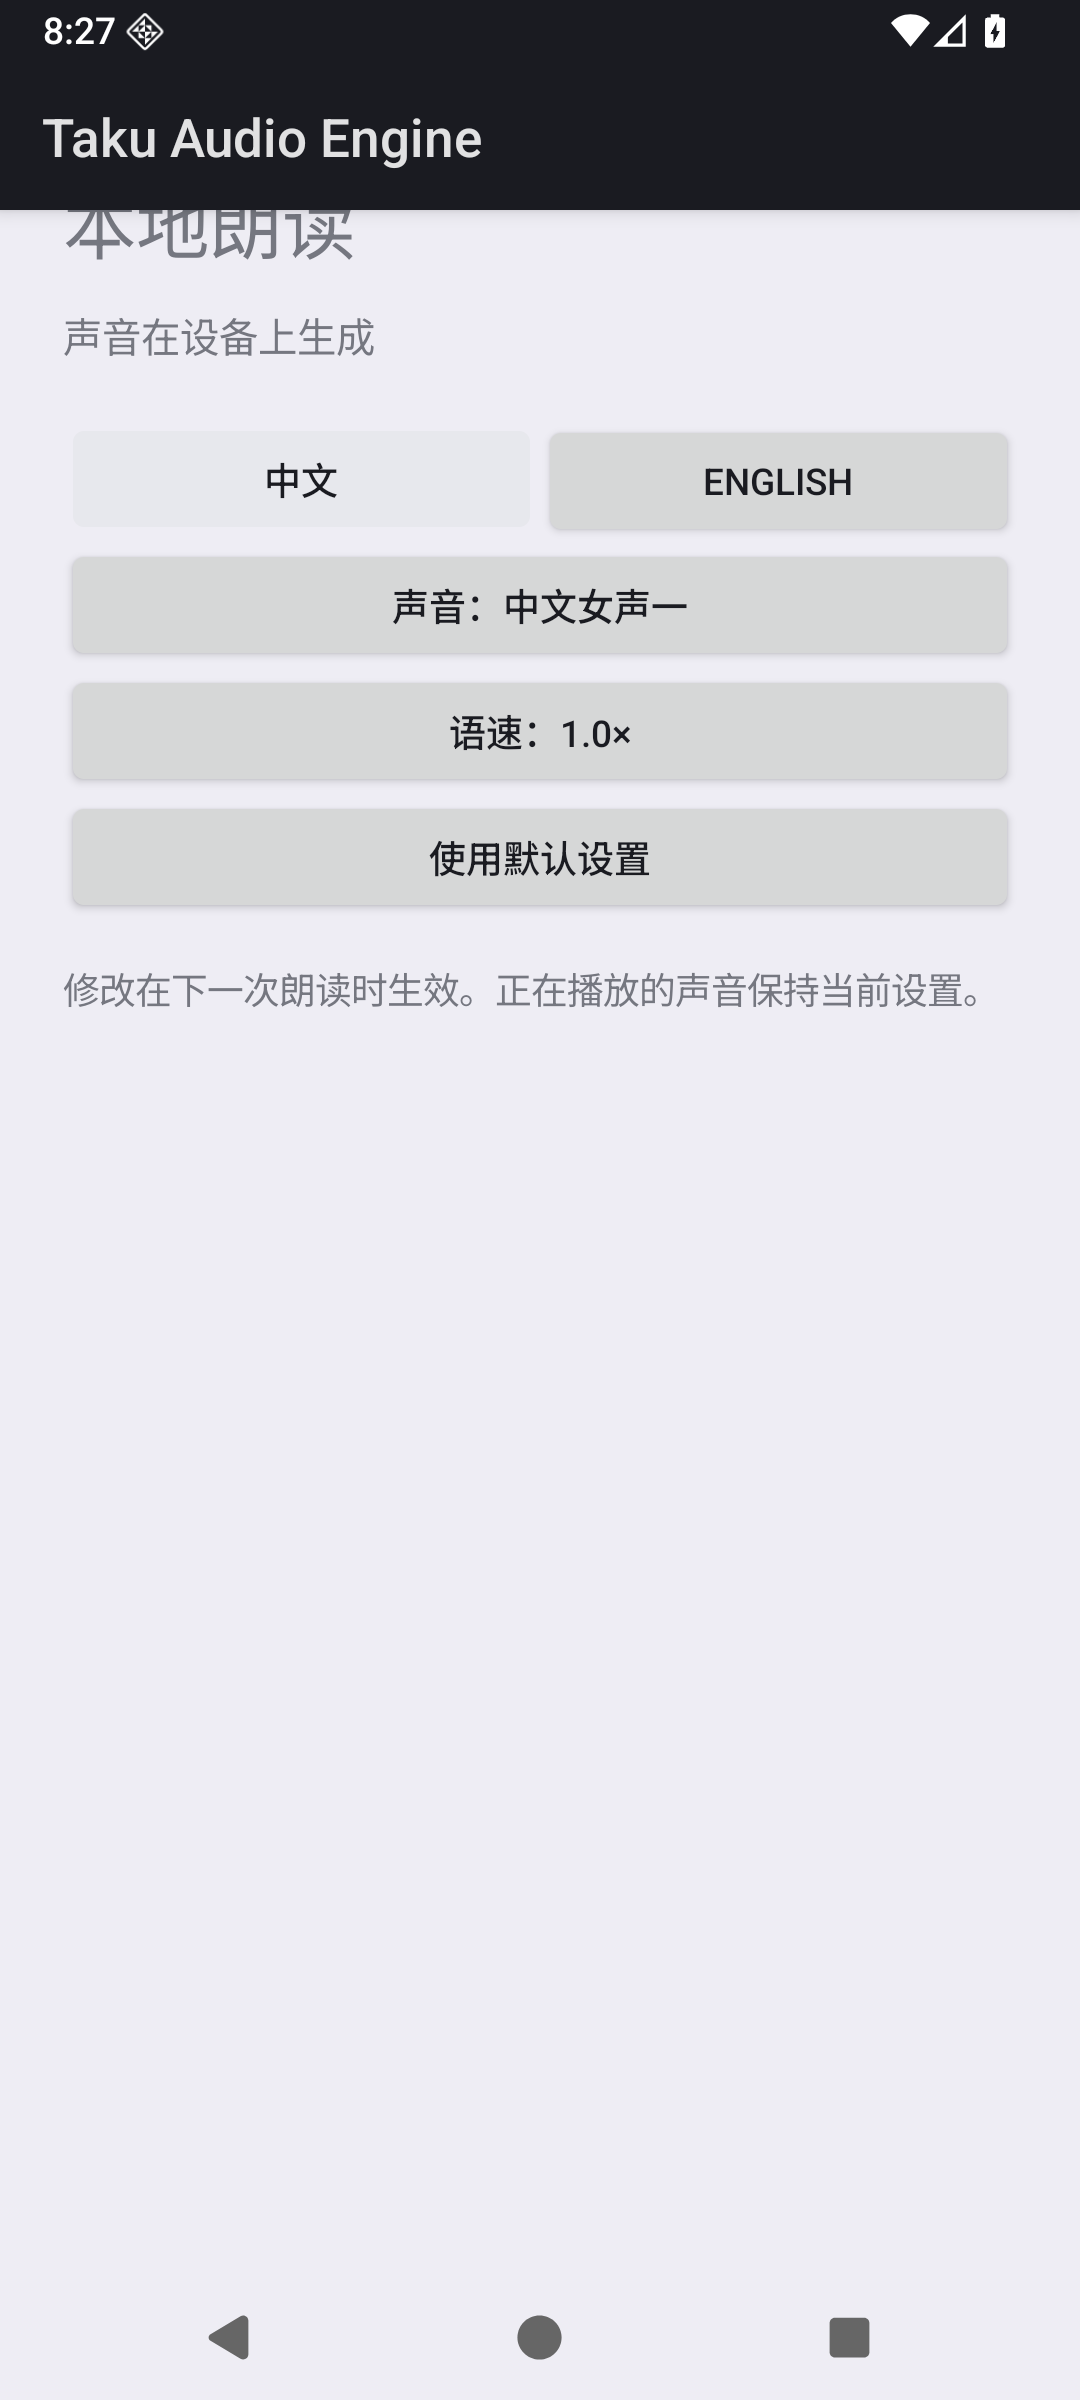 8:27
Taku Audio Engine
本地朗读
声音在设备上生成
中文
ENGLISH
声音：中文女声一
语速：1.0×
使用默认设置
修改在下一次朗读时生效。正在播放的声音保持当前设置。